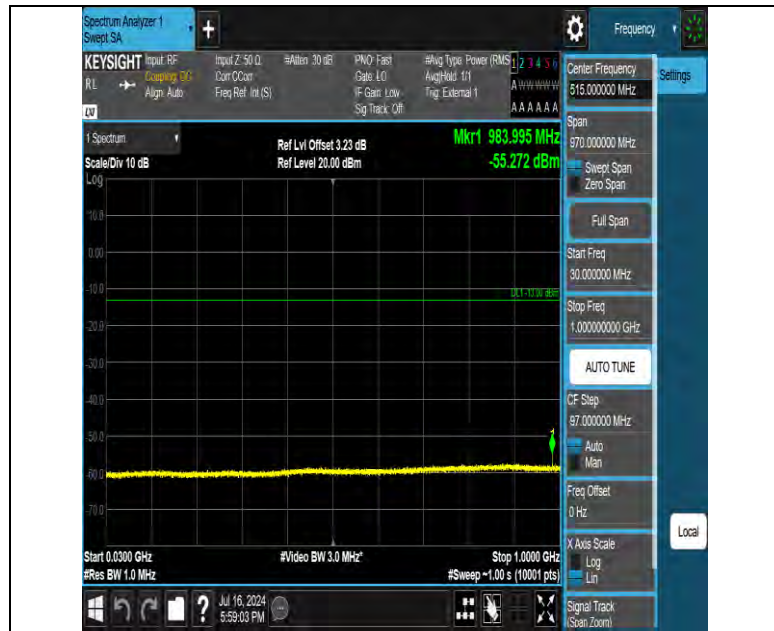 Spectrum Analyzer 1
Swept SA
+
Frequency
KEYSIGHT
Input: RF
Coupling: DC
Align: Auto
Input Z: 50 Ω
Corr CCorr
Freq Ref: Int (S)
#Atten: 30 dB
PNO: Fast
Gate: LO
IF Gain: Low
Sig Track: Off
#Avg Type: Power (RMS
Avg|Hold: 1/1
Trig: External 1
1 2 3 4 5 6
A W W W W W
A A A A A A
RL
LXI
Center Frequency
515.000000 MHz
Settings
Span
970.000000 MHz
Swept Span
Zero Span
Full Span
Start Freq
30.000000 MHz
Stop Freq
1.000000000 GHz
AUTO TUNE
CF Step
97.000000 MHz
Auto
Man
Freq Offset
0 Hz
X Axis Scale
Log
Lin
Signal Track
(Span Zoom)
Local
1 Spectrum
Scale/Div 10 dB
Log
Ref Lvl Offset 3.23 dB
Ref Level 20.00 dBm
Mkr1 983.995 MHz
-55.272 dBm
10.0
0.00
-10.0
DL1 -13.00 dBm
-20.0
-30.0
-40.0
-50.0
1
-60.0
-70.0
Start 0.0300 GHz
#Video BW 3.0 MHz*
Stop 1.0000 GHz
#Res BW 1.0 MHz
#Sweep ~1.00 s (10001 pts)
?
Jul 16, 2024
5:59:03 PM